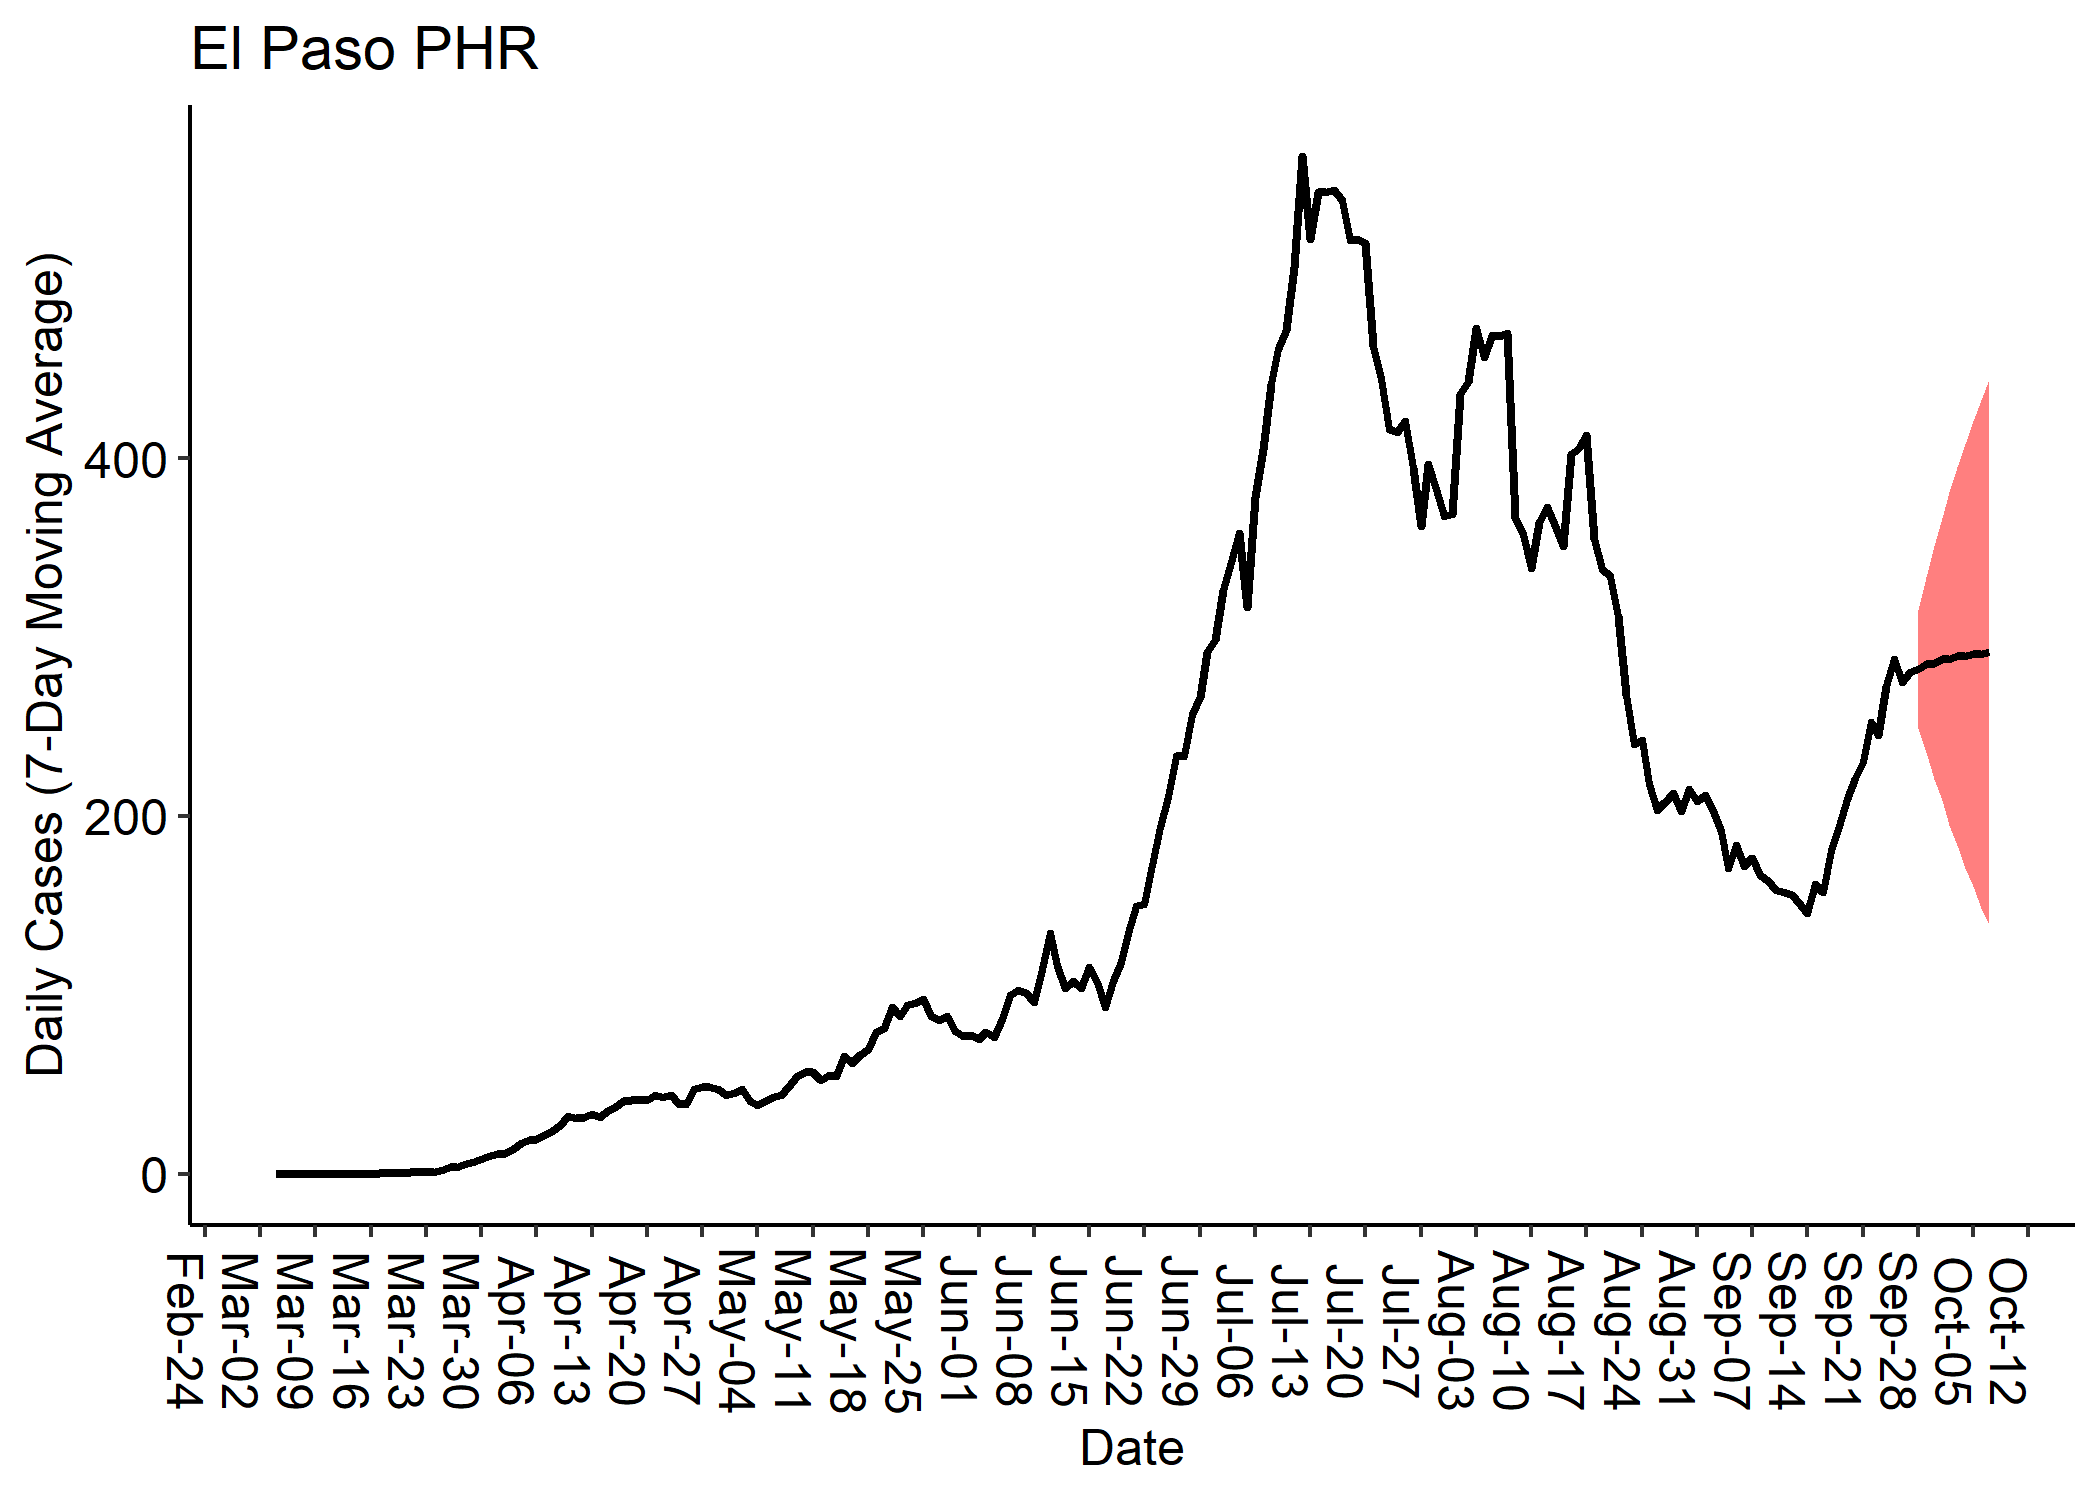 El Paso PHR
Daily Cases (7-Day Moving Average)
400
200
0
Feb-24
Mar-02
Mar-09
Mar-16
Mar-23
Mar-30
Apr-06
Apr-13
Apr-20
Apr-27
May-04
May-11
May-18
May-25
Jun-01
Jun-08
Jun-15
Jun-22
Jun-29
Jul-06
Jul-13
Jul-20
Jul-27
Aug-03
Aug-10
Aug-17
Aug-24
Aug-31
Sep-07
Sep-14
Sep-21
Sep-28
Oct-05
Oct-12
Date